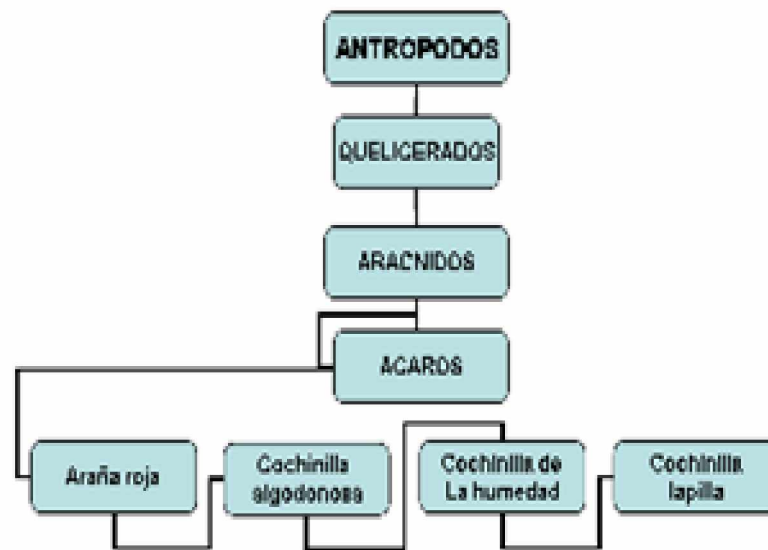 ANTROPODOS
QUELICERADOS
ARACNIDOS
ACAROS
Araña roja
Cochinilla
algodonosa
Cochinilla de
La humedad
Cochinilla
lapilla